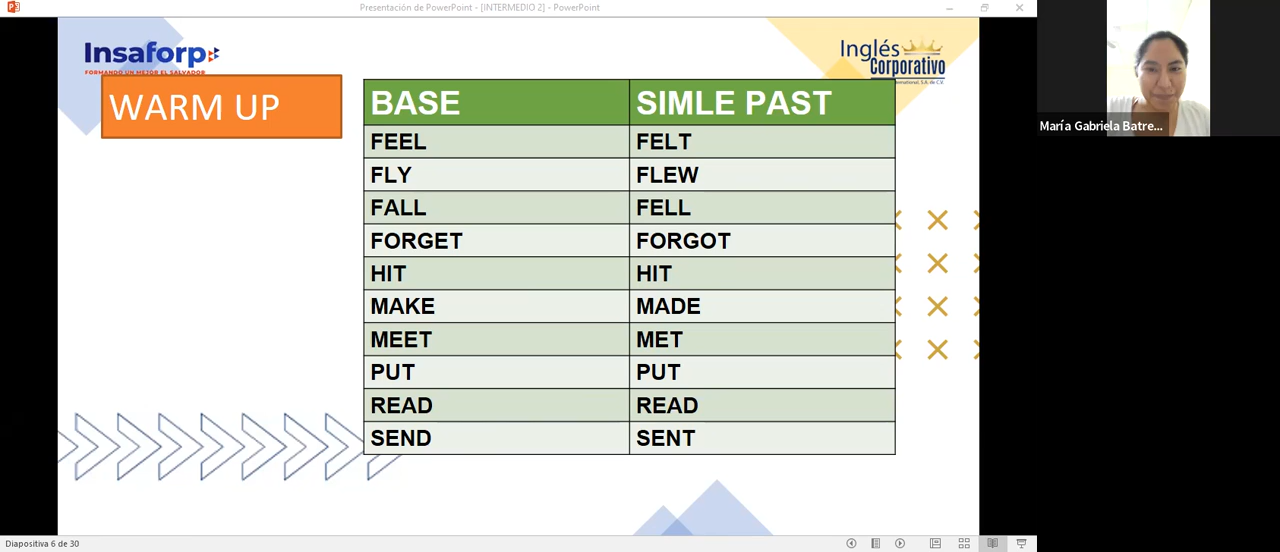 Presentación de PowerPoint - [INTERMEDIO 2] - PowerPoint
Insaforp
FORMANDO UN MEJOR EL SALVADOR
Inglés
Corporativo
International, S.A. de C.V.
WARM UP
BASE SIMLE PAST
FEEL FELT
FLY FLEW
FALL FELL
FORGET FORGOT
HIT HIT
MAKE MADE
MEET MET
PUT PUT
READ READ
SEND SENT
María Gabriela Batre...
Diapositiva 6 de 30